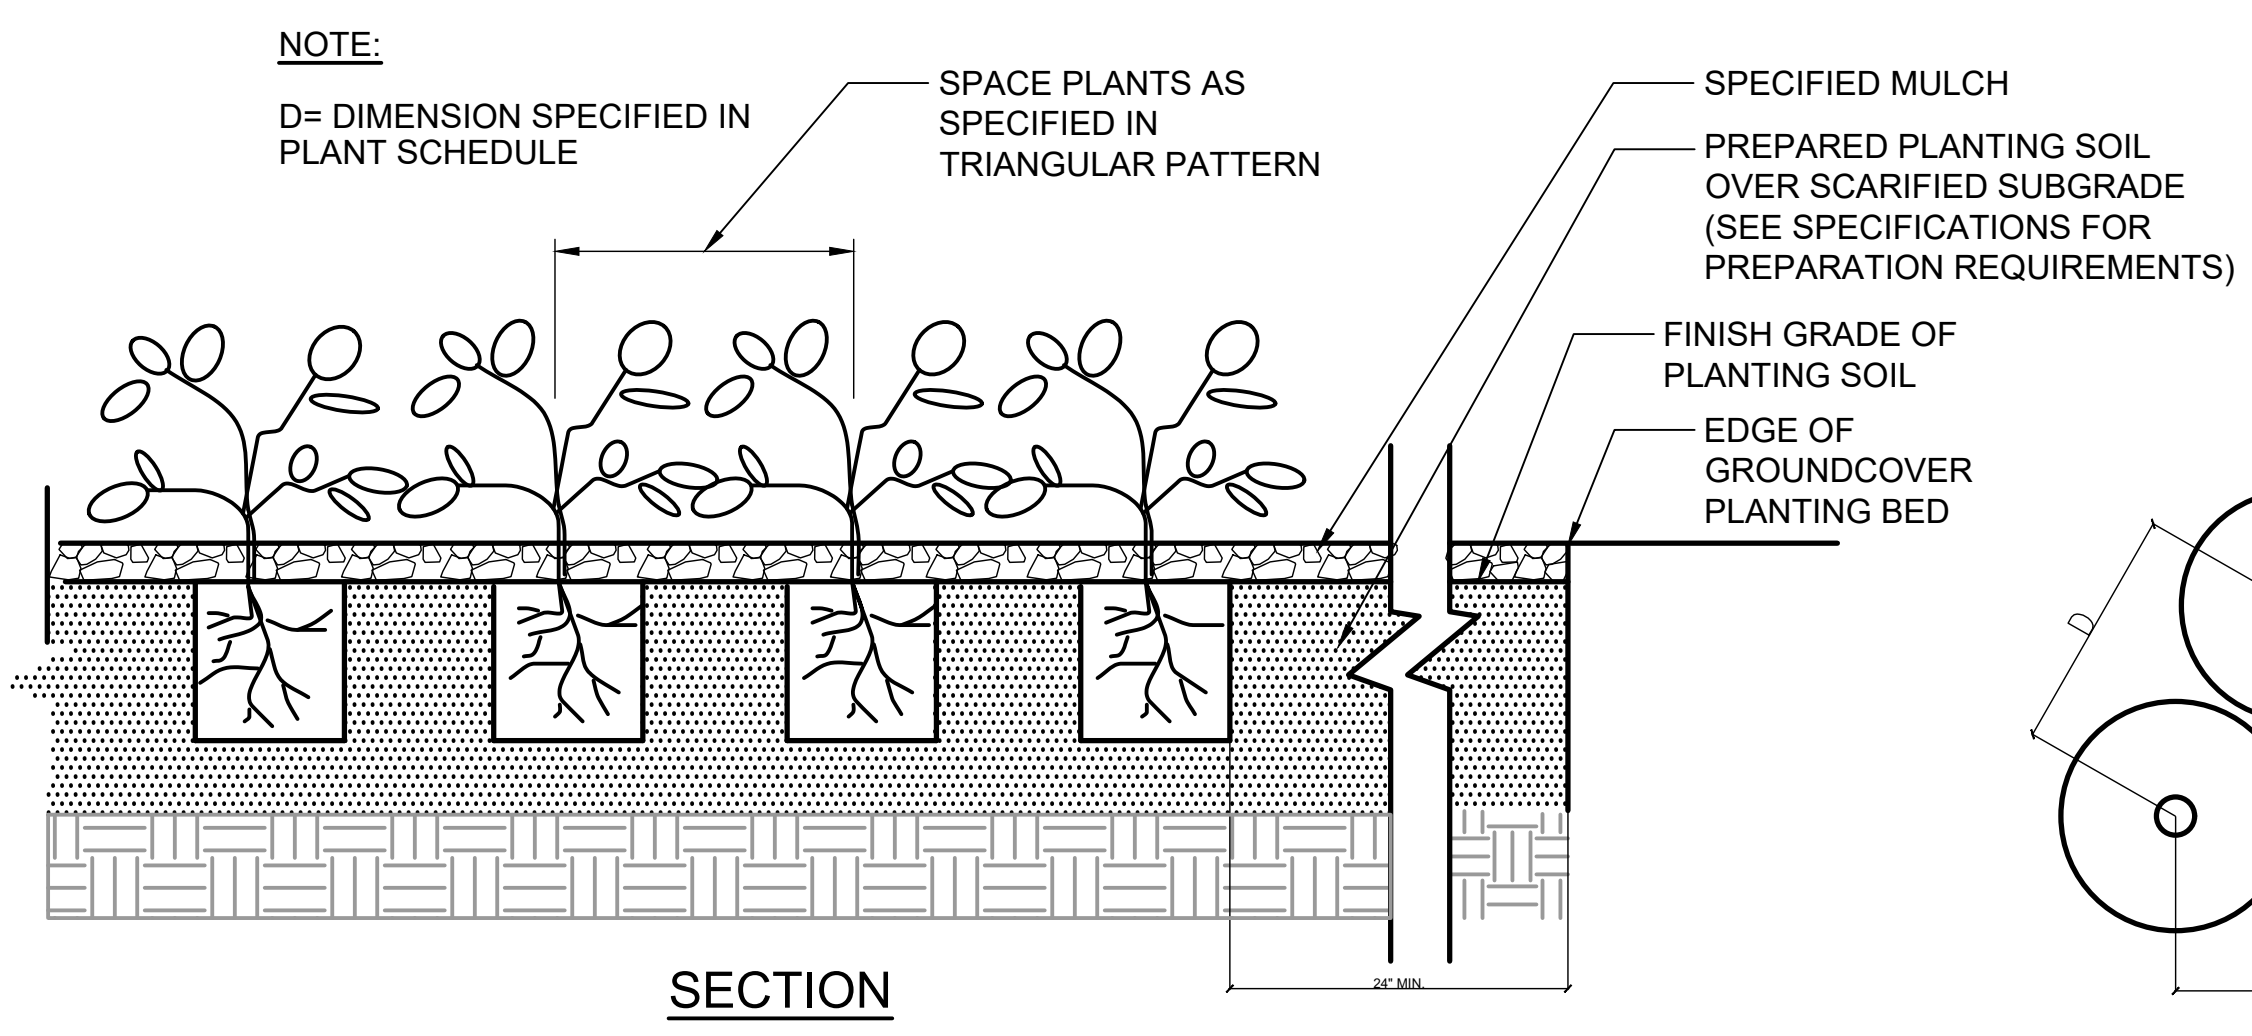 NOTE:
D= DIMENSION SPECIFIED IN
PLANT SCHEDULE
SPACE PLANTS AS
SPECIFIED IN
TRIANGULAR PATTERN
SPECIFIED MULCH
PREPARED PLANTING SOIL
OVER SCARIFIED SUBGRADE
(SEE SPECIFICATIONS FOR
PREPARATION REQUIREMENTS)
FINISH GRADE OF
PLANTING SOIL
EDGE OF
GROUNDCOVER
PLANTING BED
D
24" MIN.
SECTION